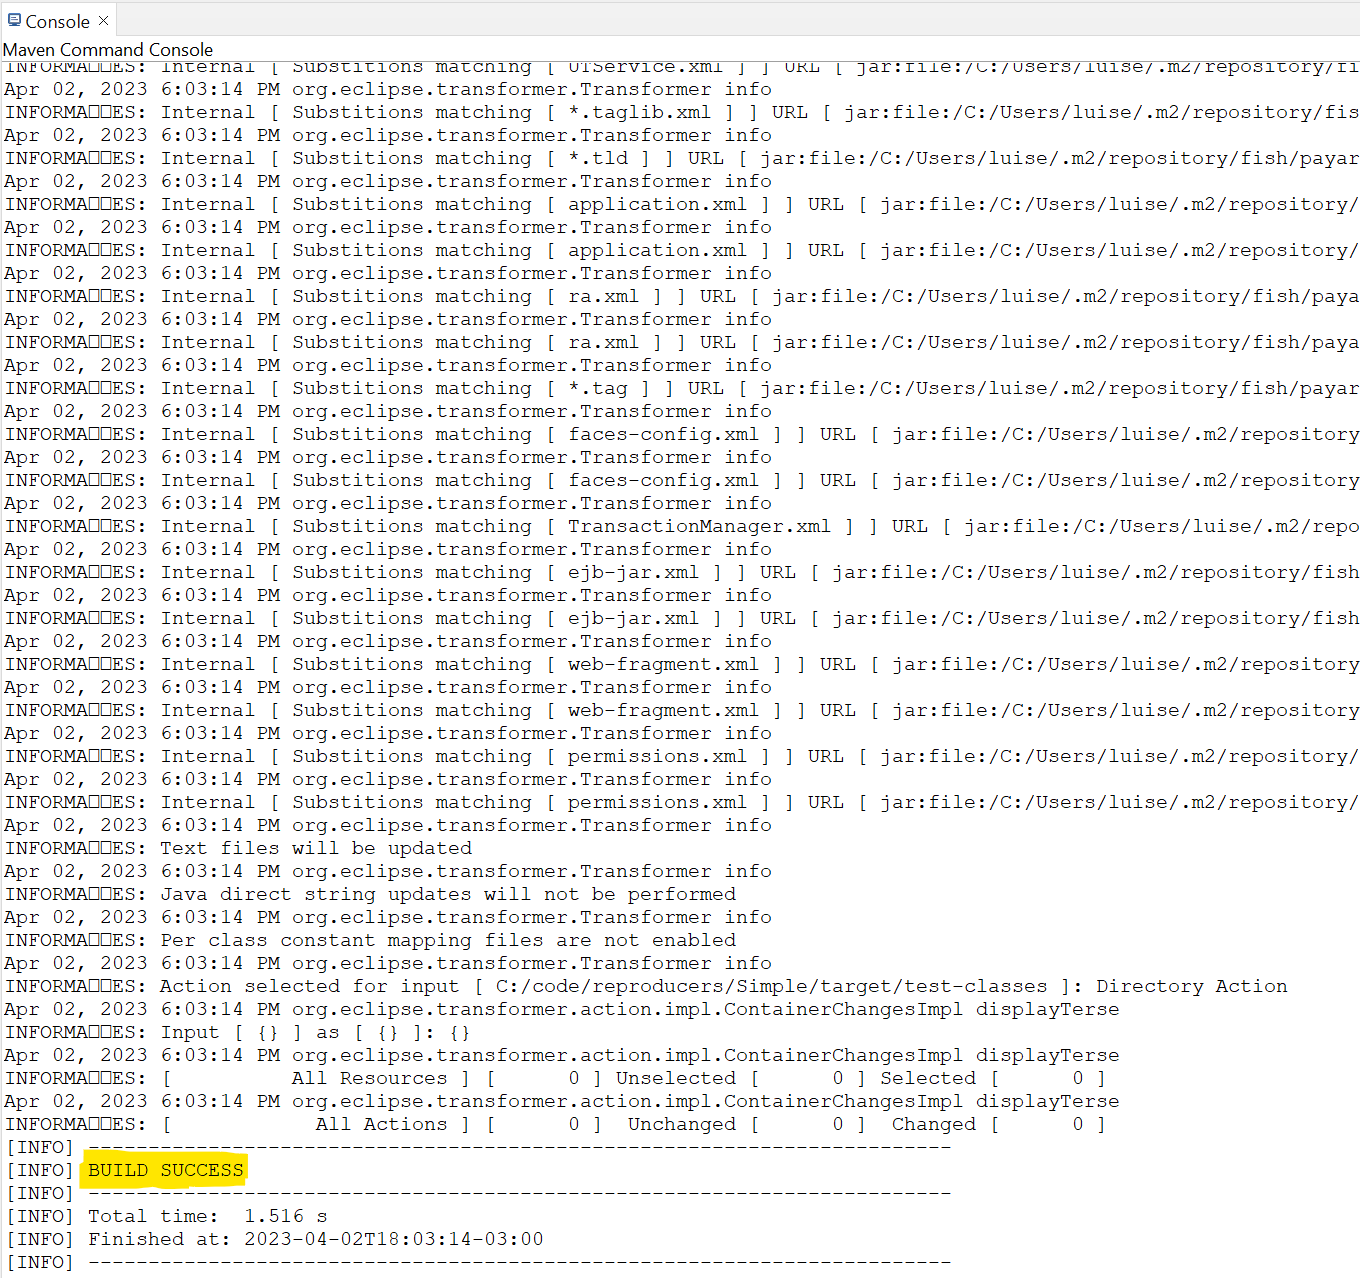 Console ×
Maven Command Console
INFORMA□□ES: Internal [ Substitions matching [ UTService.xml ] ] URL [ jar:file:/C:/Users/luise/.m2/repository/fi
Apr 02, 2023 6:03:14 PM org.eclipse.transformer.Transformer info
INFORMA□□ES: Internal [ Substitions matching [ *.taglib.xml ] ] URL [ jar:file:/C:/Users/luise/.m2/repository/fis
Apr 02, 2023 6:03:14 PM org.eclipse.transformer.Transformer info
INFORMA□□ES: Internal [ Substitions matching [ *.tld ] ] URL [ jar:file:/C:/Users/luise/.m2/repository/fish/payar
Apr 02, 2023 6:03:14 PM org.eclipse.transformer.Transformer info
INFORMA□□ES: Internal [ Substitions matching [ application.xml ] ] URL [ jar:file:/C:/Users/luise/.m2/repository/
Apr 02, 2023 6:03:14 PM org.eclipse.transformer.Transformer info
INFORMA□□ES: Internal [ Substitions matching [ application.xml ] ] URL [ jar:file:/C:/Users/luise/.m2/repository/
Apr 02, 2023 6:03:14 PM org.eclipse.transformer.Transformer info
INFORMA□□ES: Internal [ Substitions matching [ ra.xml ] ] URL [ jar:file:/C:/Users/luise/.m2/repository/fish/paya
Apr 02, 2023 6:03:14 PM org.eclipse.transformer.Transformer info
INFORMA□□ES: Internal [ Substitions matching [ ra.xml ] ] URL [ jar:file:/C:/Users/luise/.m2/repository/fish/paya
Apr 02, 2023 6:03:14 PM org.eclipse.transformer.Transformer info
INFORMA□□ES: Internal [ Substitions matching [ *.tag ] ] URL [ jar:file:/C:/Users/luise/.m2/repository/fish/payar
Apr 02, 2023 6:03:14 PM org.eclipse.transformer.Transformer info
INFORMA□□ES: Internal [ Substitions matching [ faces-config.xml ] ] URL [ jar:file:/C:/Users/luise/.m2/repository
Apr 02, 2023 6:03:14 PM org.eclipse.transformer.Transformer info
INFORMA□□ES: Internal [ Substitions matching [ faces-config.xml ] ] URL [ jar:file:/C:/Users/luise/.m2/repository
Apr 02, 2023 6:03:14 PM org.eclipse.transformer.Transformer info
INFORMA□□ES: Internal [ Substitions matching [ TransactionManager.xml ] ] URL [ jar:file:/C:/Users/luise/.m2/repo
Apr 02, 2023 6:03:14 PM org.eclipse.transformer.Transformer info
INFORMA□□ES: Internal [ Substitions matching [ ejb-jar.xml ] ] URL [ jar:file:/C:/Users/luise/.m2/repository/fish
Apr 02, 2023 6:03:14 PM org.eclipse.transformer.Transformer info
INFORMA□□ES: Internal [ Substitions matching [ ejb-jar.xml ] ] URL [ jar:file:/C:/Users/luise/.m2/repository/fish
Apr 02, 2023 6:03:14 PM org.eclipse.transformer.Transformer info
INFORMA□□ES: Internal [ Substitions matching [ web-fragment.xml ] ] URL [ jar:file:/C:/Users/luise/.m2/repository
Apr 02, 2023 6:03:14 PM org.eclipse.transformer.Transformer info
INFORMA□□ES: Internal [ Substitions matching [ web-fragment.xml ] ] URL [ jar:file:/C:/Users/luise/.m2/repository
Apr 02, 2023 6:03:14 PM org.eclipse.transformer.Transformer info
INFORMA□□ES: Internal [ Substitions matching [ permissions.xml ] ] URL [ jar:file:/C:/Users/luise/.m2/repository/
Apr 02, 2023 6:03:14 PM org.eclipse.transformer.Transformer info
INFORMA□□ES: Internal [ Substitions matching [ permissions.xml ] ] URL [ jar:file:/C:/Users/luise/.m2/repository/
Apr 02, 2023 6:03:14 PM org.eclipse.transformer.Transformer info
INFORMA□□ES: Text files will be updated
Apr 02, 2023 6:03:14 PM org.eclipse.transformer.Transformer info
INFORMA□□ES: Java direct string updates will not be performed
Apr 02, 2023 6:03:14 PM org.eclipse.transformer.Transformer info
INFORMA□□ES: Per class constant mapping files are not enabled
Apr 02, 2023 6:03:14 PM org.eclipse.transformer.Transformer info
INFORMA□□ES: Action selected for input [ C:/code/reproducers/Simple/target/test-classes ]: Directory Action
Apr 02, 2023 6:03:14 PM org.eclipse.transformer.action.impl.ContainerChangesImpl displayTerse
INFORMA□□ES: Input [ {} ] as [ {} ]: {}
Apr 02, 2023 6:03:14 PM org.eclipse.transformer.action.impl.ContainerChangesImpl displayTerse
INFORMA□□ES: [          All Resources ] [      0 ] Unselected [      0 ] Selected [      0 ]
Apr 02, 2023 6:03:14 PM org.eclipse.transformer.action.impl.ContainerChangesImpl displayTerse
INFORMA□□ES: [            All Actions ] [      0 ]  Unchanged [      0 ]  Changed [      0 ]
[INFO] ------------------------------------------------------------------------
[INFO] BUILD SUCCESS
[INFO] ------------------------------------------------------------------------
[INFO] Total time:  1.516 s
[INFO] Finished at: 2023-04-02T18:03:14-03:00
[INFO] ------------------------------------------------------------------------